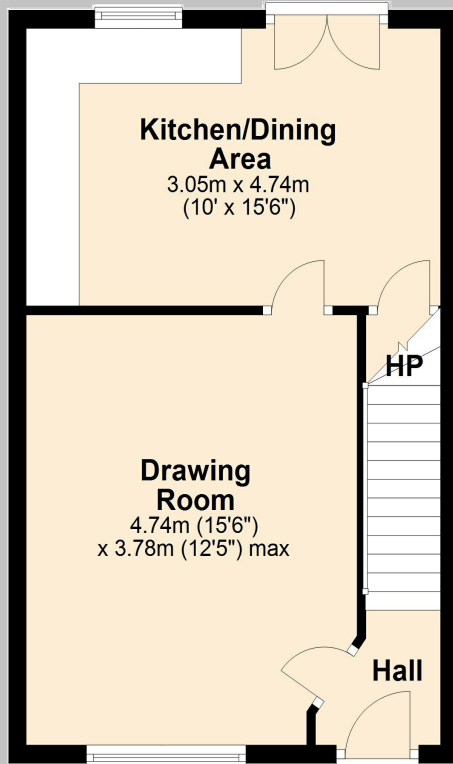 Kitchen/Dining
Area
3.05m x 4.74m
(10' x 15'6")
HP
Drawing
Room
4.74m (15'6")
x 3.78m (12'5") max
Hall